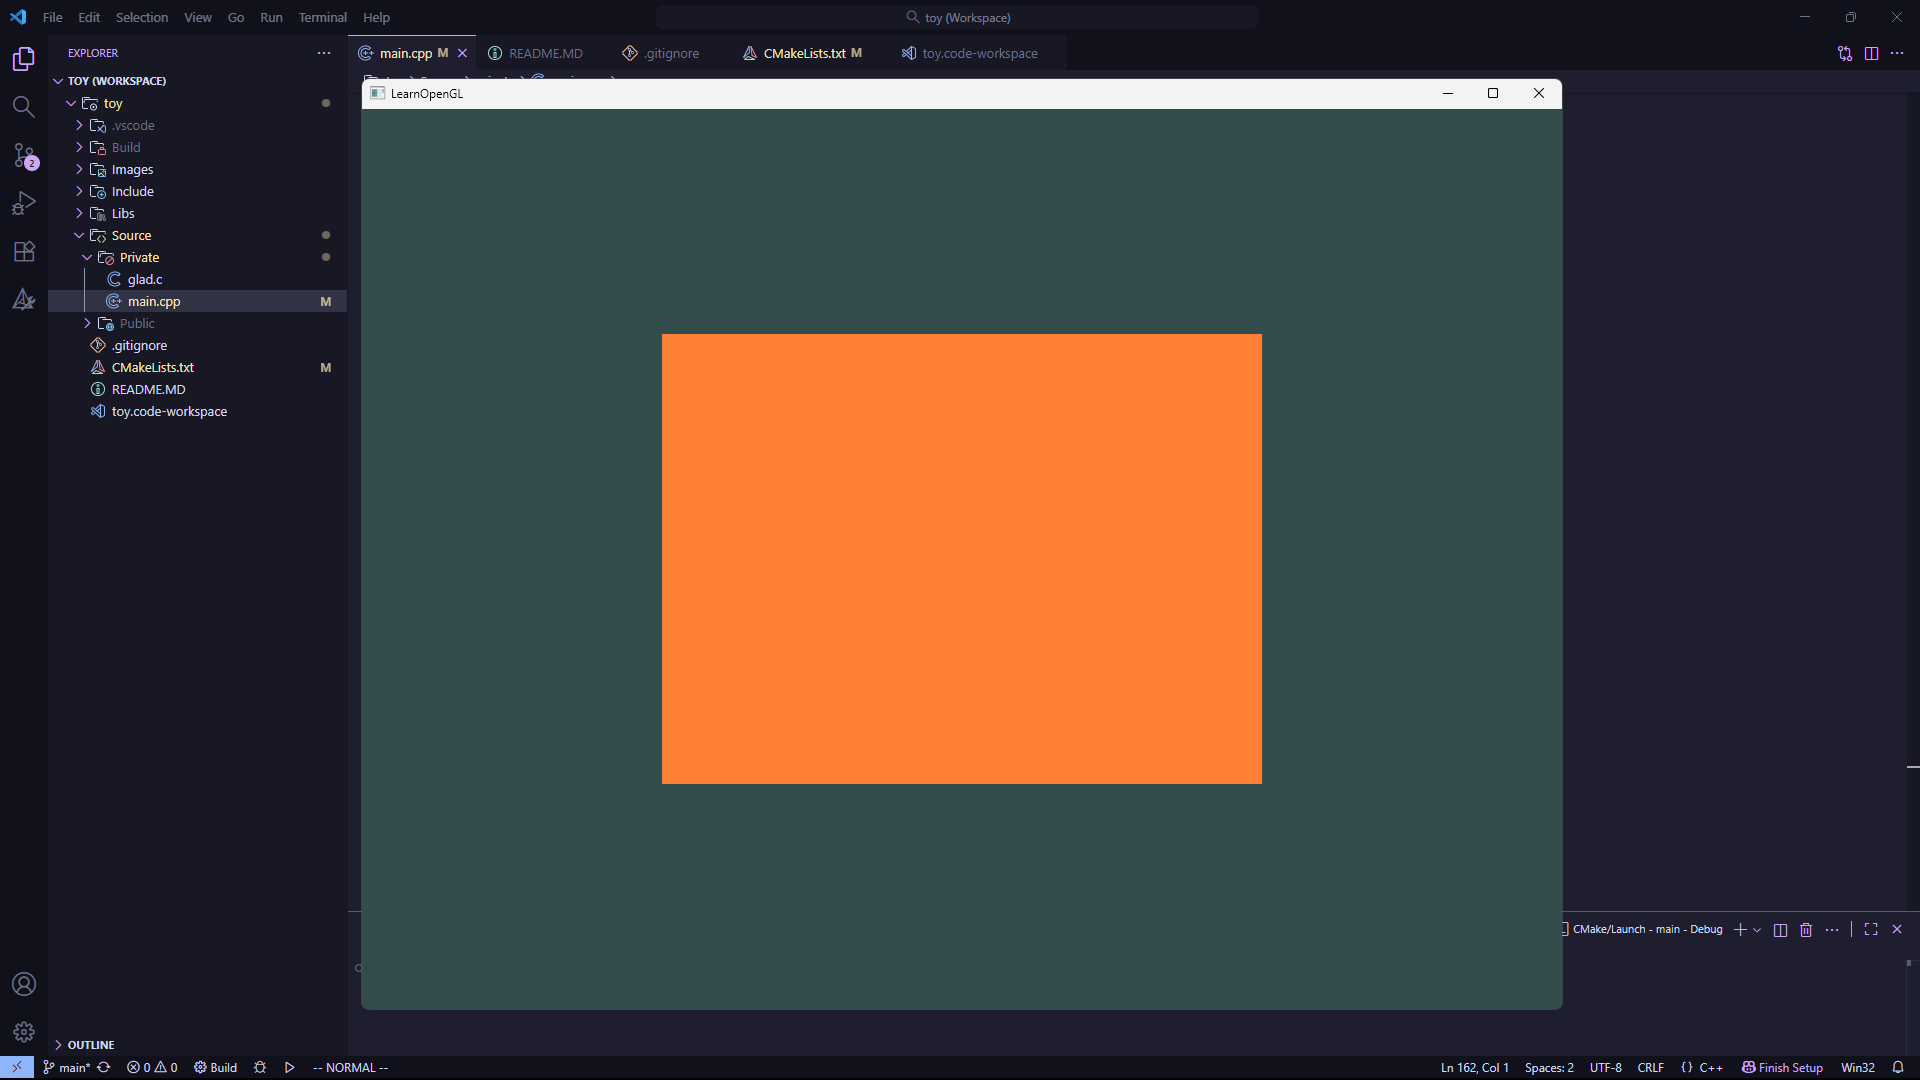 File Edit Selection View Go Run Terminal Help
toy (Workspace)
EXPLORER
main.cpp M
README.MD
.gitignore
CMakeLists.txt M
toy.code-workspace
TOY (WORKSPACE)
toy
.vscode
Build
Images
Include
Libs
Source
Private
glad.c
main.cpp M
Public
.gitignore
CMakeLists.txt M
README.MD
toy.code-workspace
LearnOpenGL
CMake/Launch - main - Debug
OUTLINE
2
main* 0 0 Build -- NORMAL -- Ln 162, Col 1 Spaces: 2 UTF-8 CRLF {} C++ Finish Setup Win32